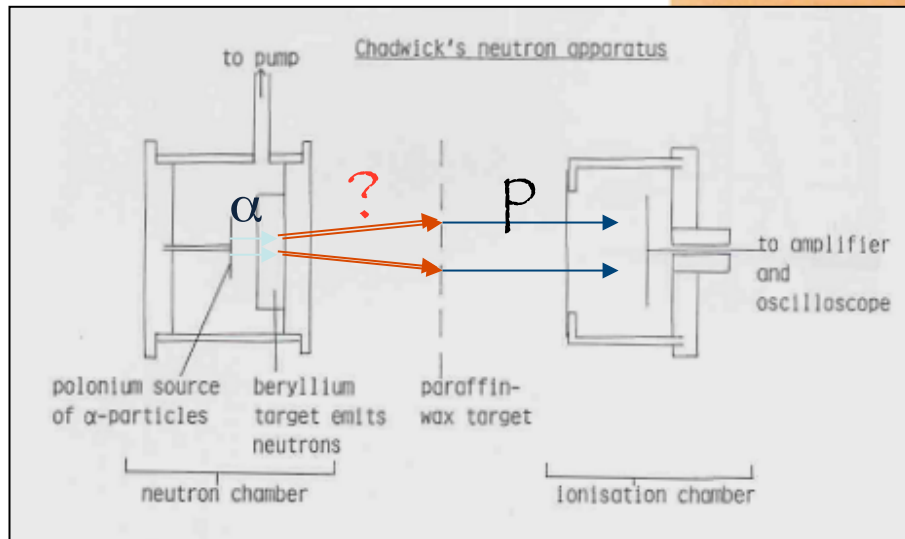 Chadwick's neutron apparatus
to pump
?
α
P
to amplifier
and
oscilloscope
polonium source
of α-particles
beryllium
target emits
neutrons
paraffin-
wax target
neutron chamber
ionisation chamber